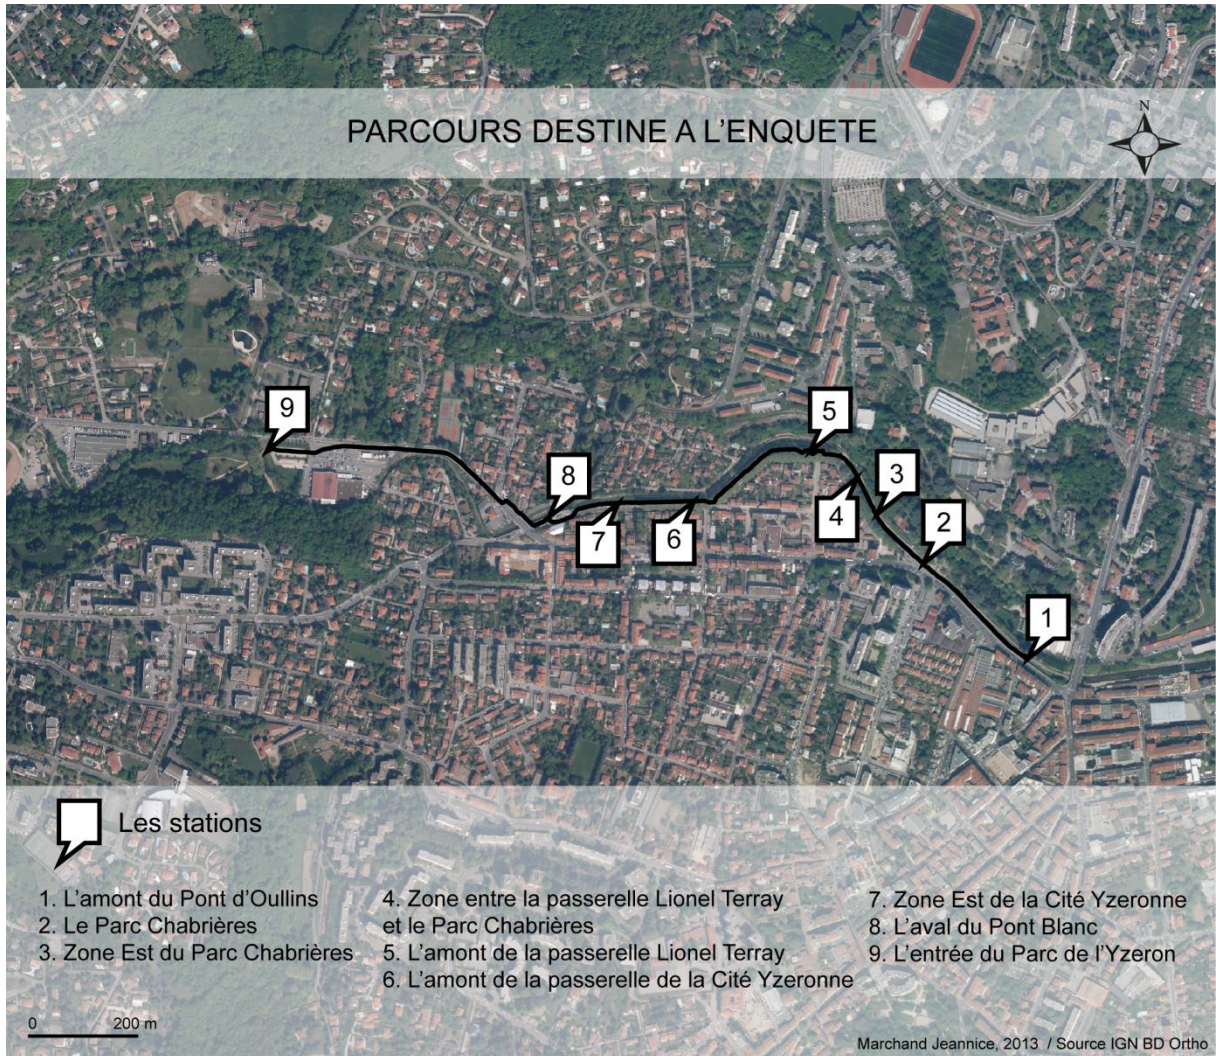 PARCOURS DESTINE A L'ENQUETE
N
9
8
7
6
5
4
3
2
1
Les stations
1. L'amont du Pont d'Oullins
2. Le Parc Chabrières
3. Zone Est du Parc Chabrières
4. Zone entre la passerelle Lionel Terray
et le Parc Chabrières
5. L'amont de la passerelle Lionel Terray
6. L'amont de la passerelle de la Cité Yzeronne
7. Zone Est de la Cité Yzeronne
8. L'aval du Pont Blanc
9. L'entrée du Parc de l'Yzeron
0 200 m
Marchand Jeannice, 2013 / Source IGN BD Ortho